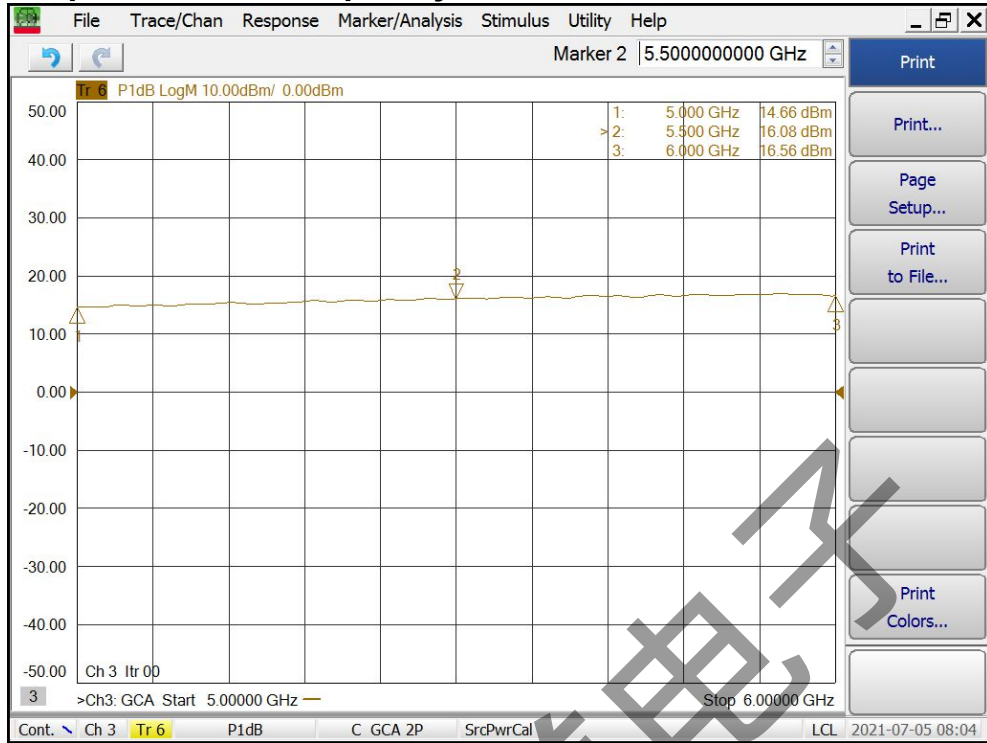 File Trace/Chan Response Marker/Analysis Stimulus Utility Help
Marker 2 5.5000000000 GHz
Print
Tr 6 P1dB LogM 10.00dBm/ 0.00dBm
50.00
40.00
30.00
20.00
10.00
0.00
-10.00
-20.00
-30.00
-40.00
-50.00
1: 5.000 GHz 14.66 dBm
> 2: 5.500 GHz 16.08 dBm
3: 6.000 GHz 16.56 dBm
1
2
3
Print...
Page
Setup...
Print
to File...
Print
Colors...
Ch 3 Itr 00
3 >Ch3: GCA Start 5.00000 GHz Stop 6.00000 GHz
Cont. Ch 3 Tr 6 P1dB C GCA 2P SrcPwrCal LCL 2021-07-05 08:04
电子